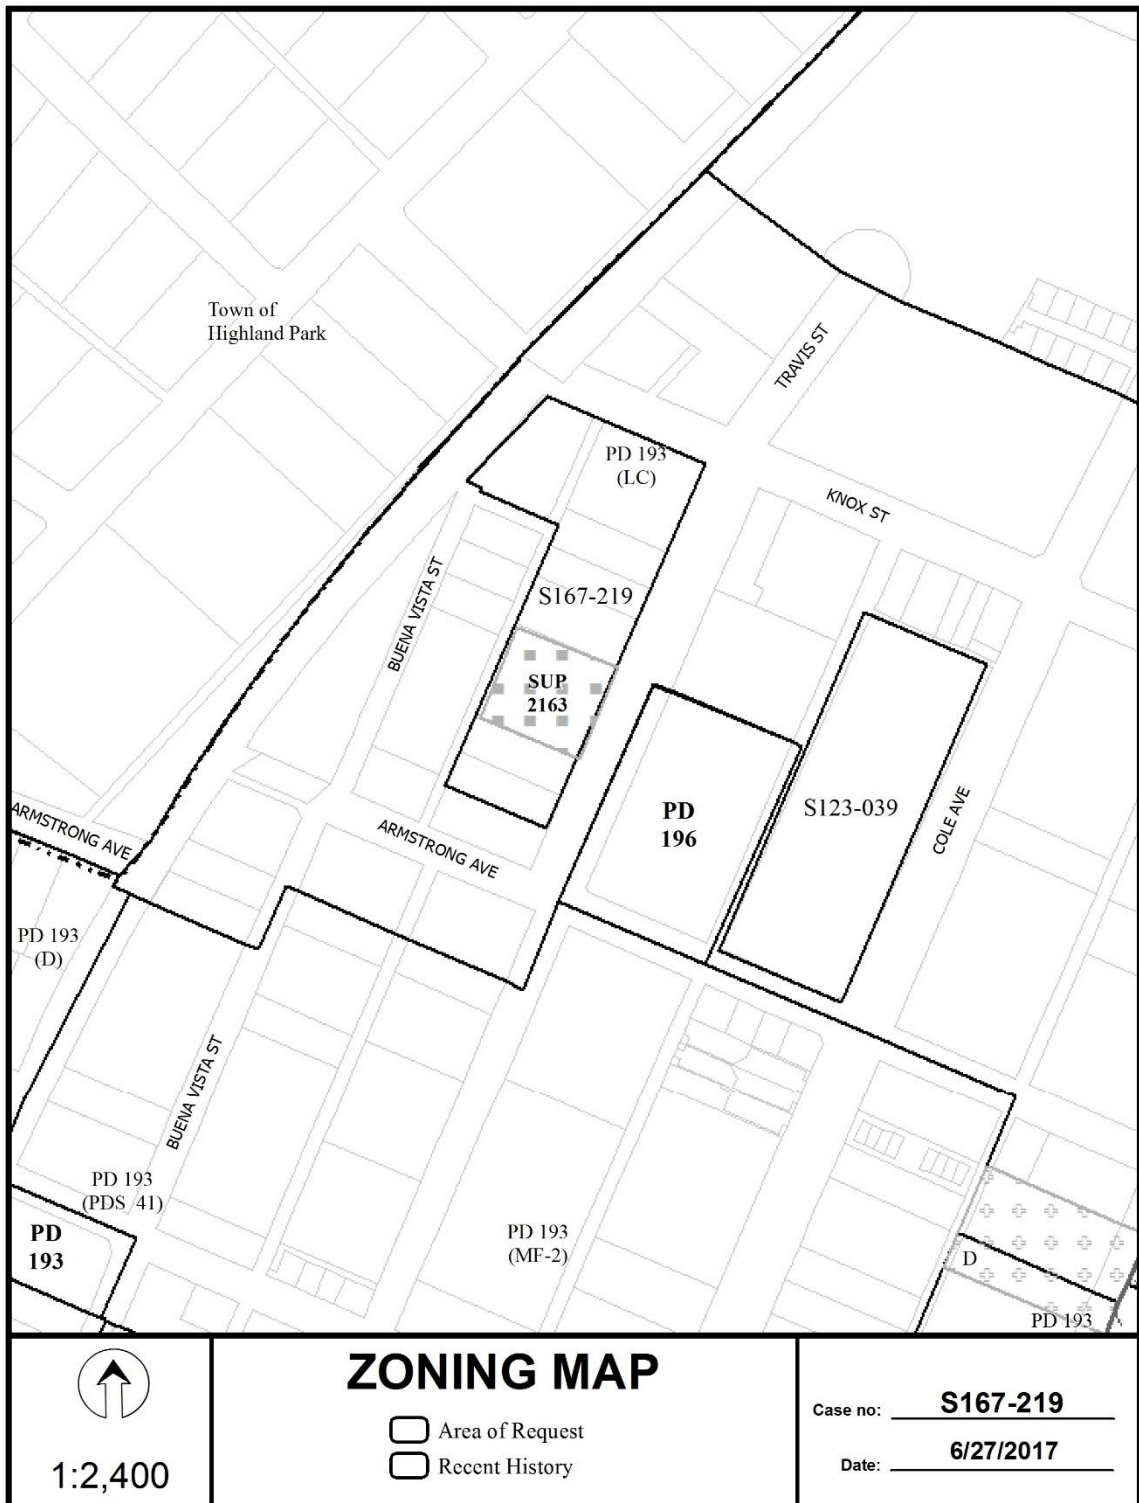 Town of
Highland Park
TRAVIS ST
PD 193
(LC)
KNOX ST
BUENA VISTA ST
S167-219
SUP
2163
PD
196
S123-039
COLE AVE
ARMSTRONG AVE
ARMSTRONG AVE
PD 193
(D)
BUENA VISTA ST
PD 193
(PDS 41)
PD
193
PD 193
(MF-2)
D
PD 193
1:2,400
ZONING MAP
Area of Request
Recent History
Case no: S167-219
Date: 6/27/2017